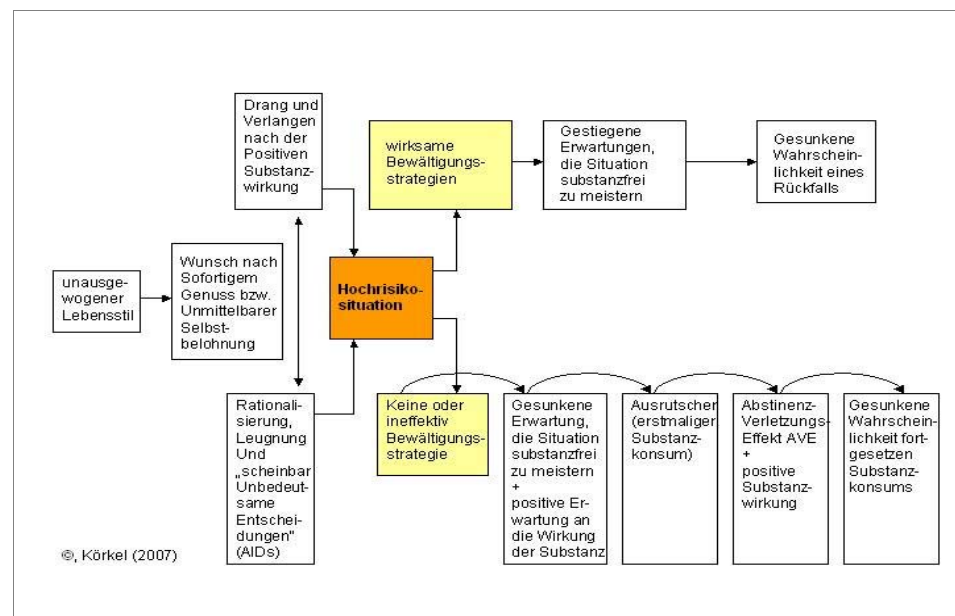 unausge-
wogener
Lebensstil
Wunsch nach
Sofortigem
Genuss bzw.
Unmittelbarer
Selbst-
belohnung
Drang und
Verlangen
nach der
Positiven
Substanz-
wirkung
Rationali-
sierung,
Leugnung
Und
„scheinbar
Unbedeut-
same
Entschei-
dungen"
(AIDs)
Hochrisiko-
situation
wirksame
Bewältigungs-
strategien
Gestiegene
Erwartungen,
die Situation
substanzfrei
zu meistern
Gesunkene
Wahrschein-
lichkeit eines
Rückfalls
Keine oder
ineffektiv
Bewältigungs-
strategie
Gesunkene
Erwartung,
die Situation
substanzfrei
zu meistern
+
positive Er-
wartung an
die Wirkung
der Substanz
Ausrutscher
(erstmaliger
Substanz-
konsum)
Abstinenz-
Verletzungs-
Effekt AVE
+
positive
Substanz-
wirkung
Gesunkene
Wahrschein-
lichkeit fort-
gesetzen
Substanz-
konsums
©, Körkel (2007)